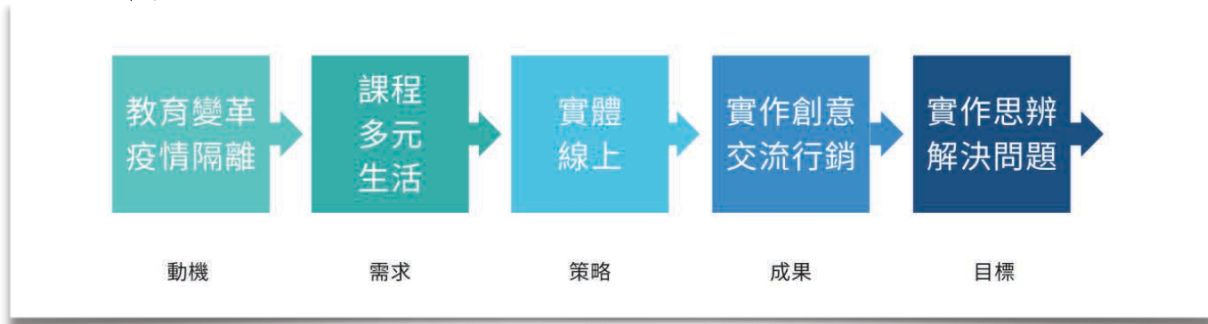 教育變革
疫情隔離
課程
多元
生活
實體
線上
實作創意
交流行銷
實作思辨
解決問題
動機
需求
策略
成果
目標